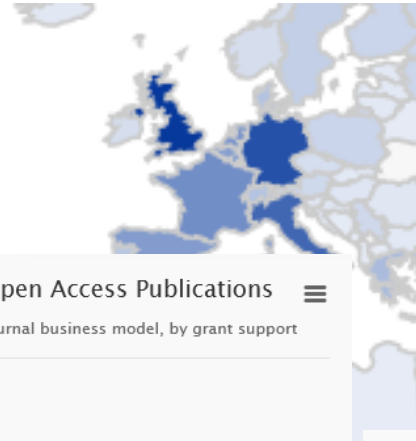 pen Access Publications
urnal business model, by grant support